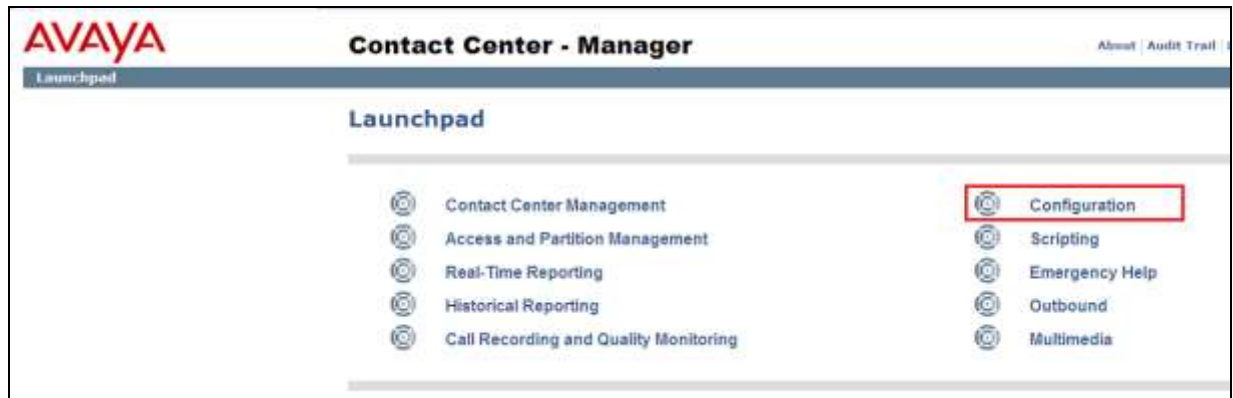 AVAYA
Contact Center - Manager
About | Audit Trail |
Launchpad
Launchpad
Contact Center Management
Configuration
Access and Partition Management
Scripting
Real-Time Reporting
Emergency Help
Historical Reporting
Outbound
Call Recording and Quality Monitoring
Multimedia